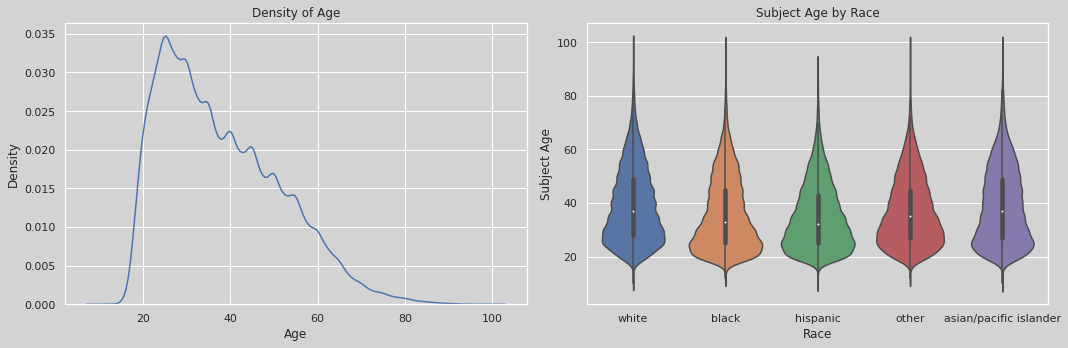 Density of Age
0.035
0.030
0.025
0.020
0.015
0.010
0.005
0.000
Density
20 40 60 80 100
Age
Subject Age by Race
100
80
60
40
20
Subject Age
white black hispanic other asian/pacific islander
Race